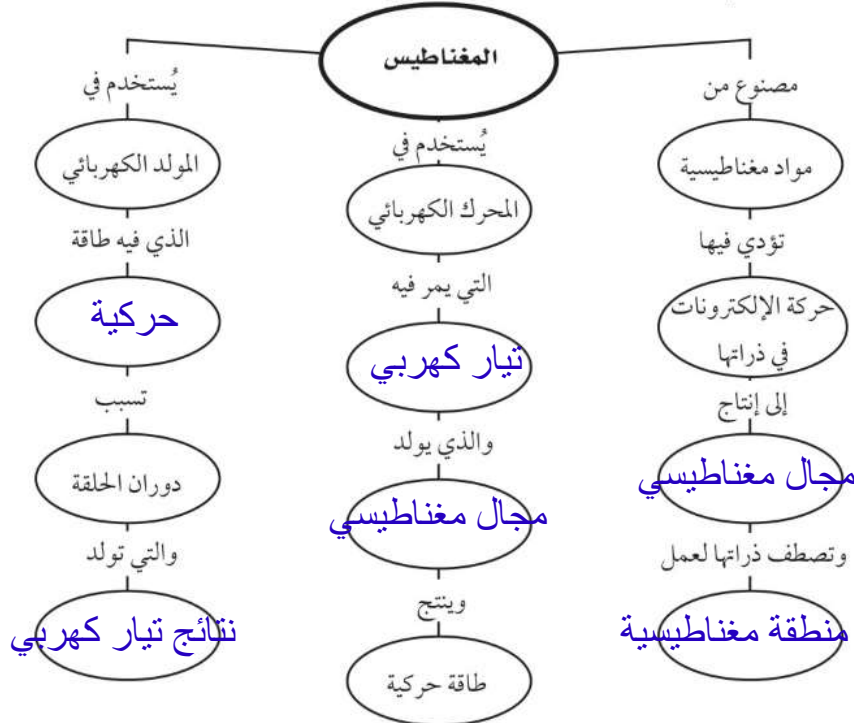 المغناطيس
مصنوع من
مواد مغناطيسية
تؤدي فيها
حركة الإلكترونات
في ذراتها
إلى إنتاج
مجال مغناطيسي
وتصطف ذراتها لعمل
منطقة مغناطيسية
يُستخدم في
المحرك الكهربائي
التي يمر فيه
تيار كهربي
والذي يولد
مجال مغناطيسي
وينتج
طاقة حركية
يُستخدم في
المولد الكهربائي
الذي فيه طاقة
حركية
تسبب
دوران الحلقة
والتي تولد
نتائج تيار كهربي